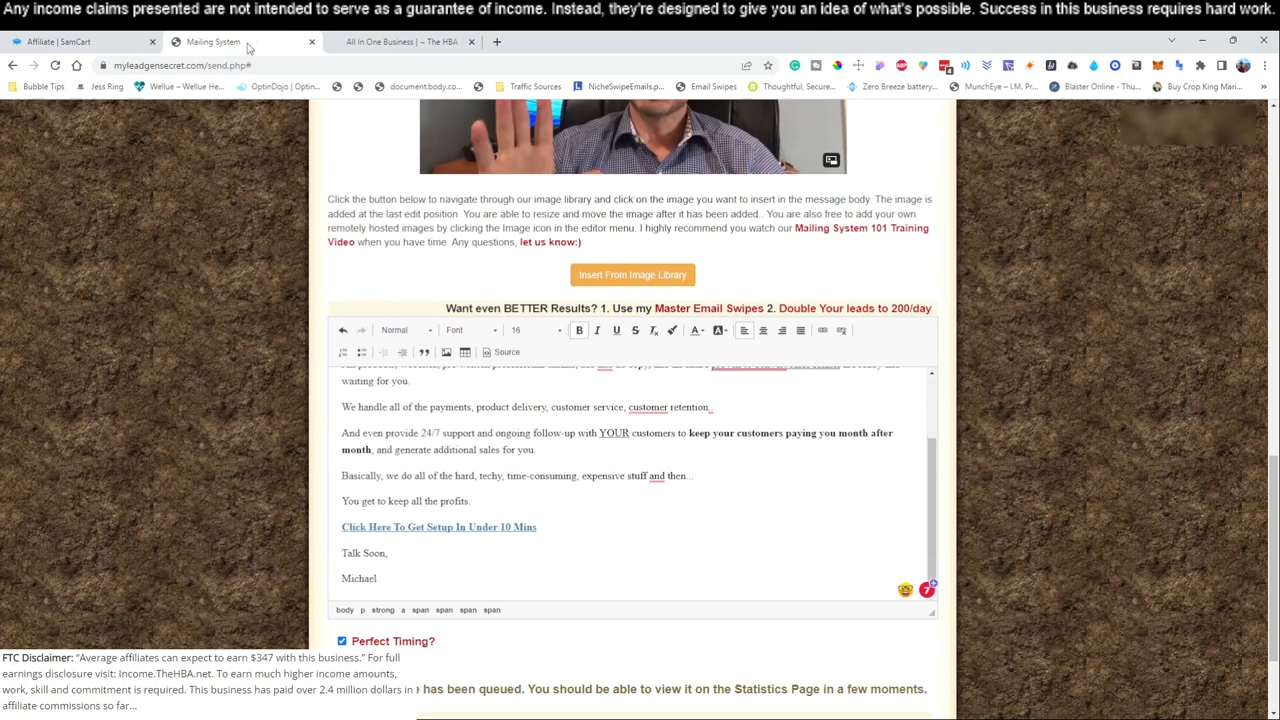 Any income claims presented are not intended to serve as a guarantee of income. Instead, they're designed to give you an idea of what's possible. Success in this business requires hard work.
Affiliate | SamCart
Mailing System
All In One Business | ~ The HBA
myleadgensecret.com/send.php#
Bubble Tips
Jess Ring
Wellue – Wellue He...
OptinDojo | Optin...
document.body.co...
Traffic Sources
NicheSwipeEmails.p...
Email Swipes
Thoughtful, Secure...
Zero Breeze battery...
MunchEye – I.M. Pr...
Blaster Online - Thu...
Buy Crop King Mari...
Click the button below to navigate through our image library and click on the image you want to insert in the message body. The image is
added at the last edit position. You are able to resize and move the image after it has been added.. You are also free to add your own
remotely hosted images by clicking the Image icon in the editor menu. I highly recommend you watch our Mailing System 101 Training
Video when you have time. Any questions, let us know:)
Insert From Image Library
Want even BETTER Results? 1. Use my Master Email Swipes 2. Double Your leads to 200/day
Normal Font 16
Source
waiting for you.
We handle all of the payments, product delivery, customer service, customer retention..
And even provide 24/7 support and ongoing follow-up with YOUR customers to keep your customers paying you month after
month, and generate additional sales for you.
Basically, we do all of the hard, techy, time-consuming, expensive stuff and then...
You get to keep all the profits.
Click Here To Get Setup In Under 10 Mins
Talk Soon,
Michael
7
body p strong a span span span span
Perfect Timing?
has been queued. You should be able to view it on the Statistics Page in a few moments.
FTC Disclaimer: "Average affiliates can expect to earn $347 with this business." For full
earnings disclosure visit: Income.TheHBA.net. To earn much higher income amounts,
work, skill and commitment is required. This business has paid over 2.4 million dollars in
affiliate commissions so far...